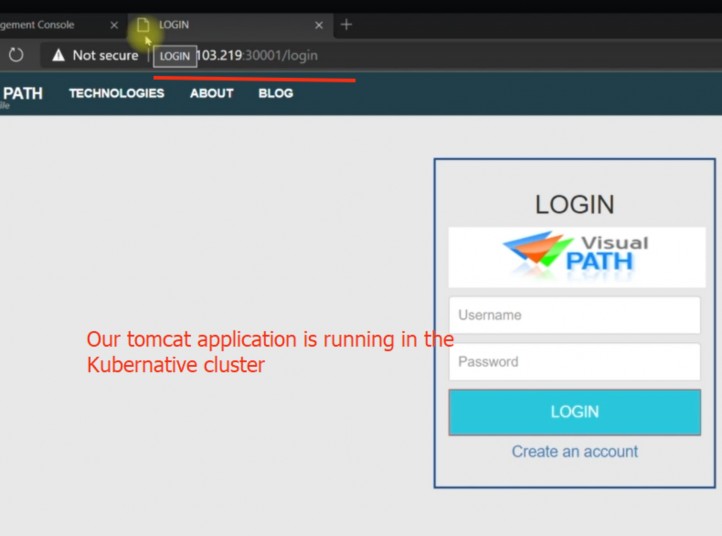 gement Console
LOGIN
Not secure
LOGIN
103.219:30001/login
PATH
TECHNOLOGIES
ABOUT
BLOG
LOGIN
Visual
PATH
Username
Our tomcat application is running in the
Kubernative cluster
Password
LOGIN
Create an account